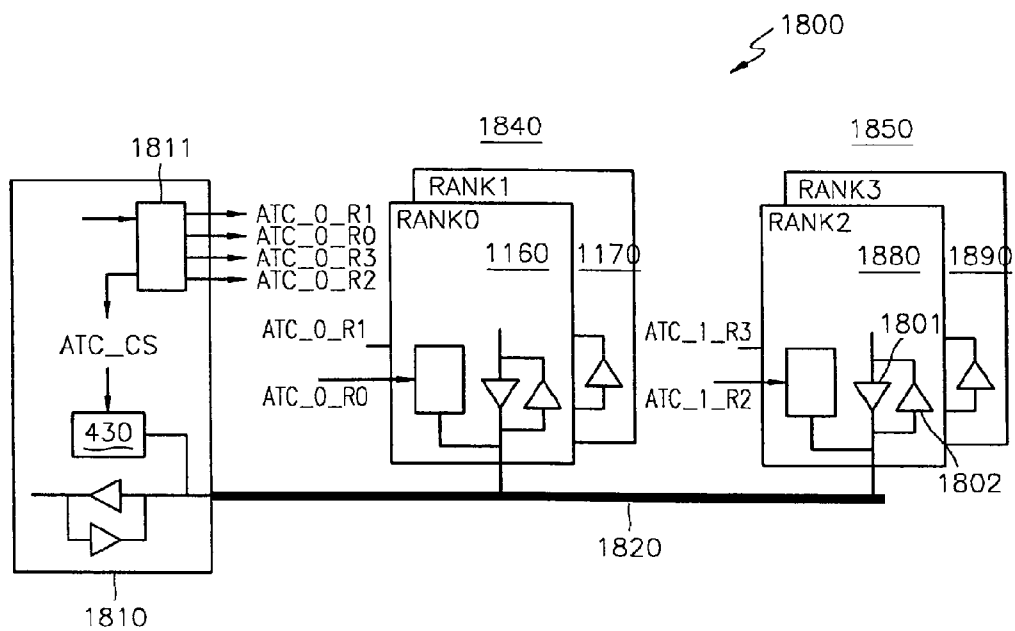 1800
1840
1850
1811
RANK1
RANK3
RANK0
RANK2
ATC_0_R1
ATC_0_R0
ATC_0_R3
ATC_0_R2
1160
1170
1880
1890
ATC_CS
ATC_0_R1
ATC_1_R3
1801
ATC_0_R0
ATC_1_R2
430
1802
1820
1810